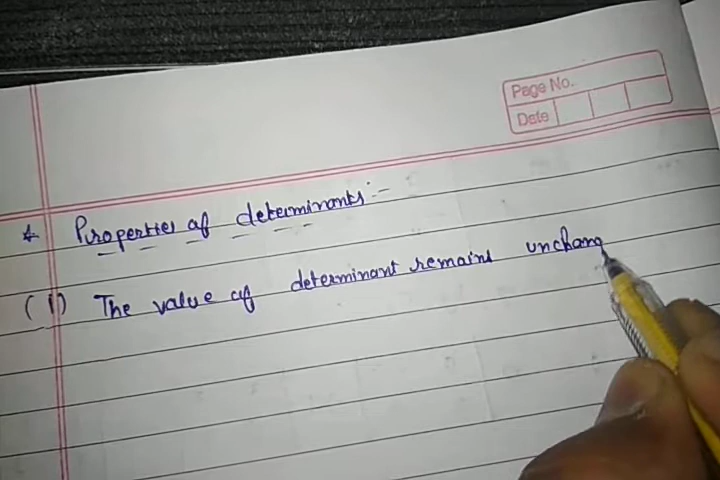 Page No.
Date
* Properties of determinants :-
(1) The value of determinant remains unchang